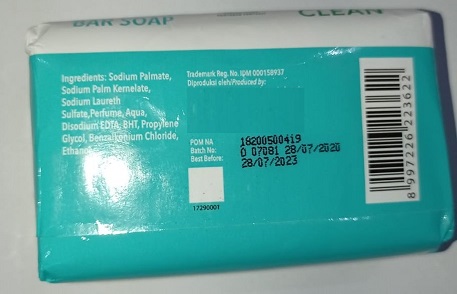 BAR SOAP
CLEAN
Ingredients: Sodium Palmate,
Sodium Palm Kernelate,
Sodium Laureth
Sulfate,Perfume, Aqua,
Disodium EDTA, BHT, Propylene
Glycol, Benzalkonium Chloride,
Trademark Reg. No. IDM 000158937
Diproduksi oleh/Produced by:
POM NA 18200500419
Batch No: 0 07081 28/07/2020
Best Before: 28/07/2023
17290001
8 997226 223622